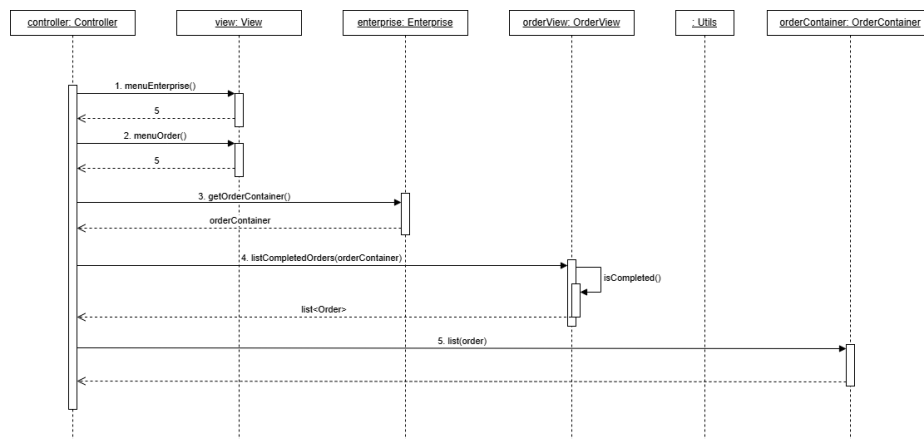 controller: Controller
view: View
enterprise: Enterprise
orderView: OrderView
: Utils
orderContainer: OrderContainer
1. menuEnterprise()
5
2. menuOrder()
5
3. getOrderContainer()
orderContainer
4. listCompletedOrders(orderContainer)
isCompleted()
list<Order>
5. list(order)